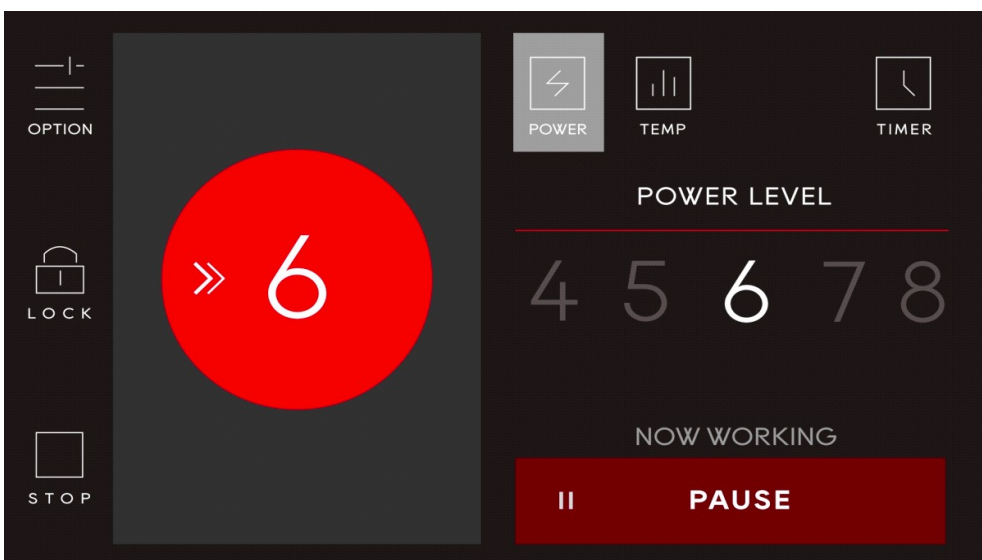 OPTION
LOCK
STOP
6
POWER
TEMP
TIMER
POWER LEVEL
4 5 6 7 8
NOW WORKING
PAUSE